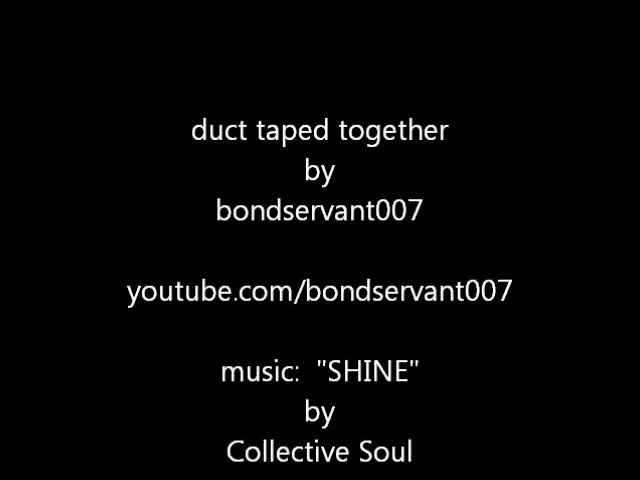 duct taped together
by
bondservant007
youtube.com/bondservant007
music:  "SHINE"
by
Collective Soul